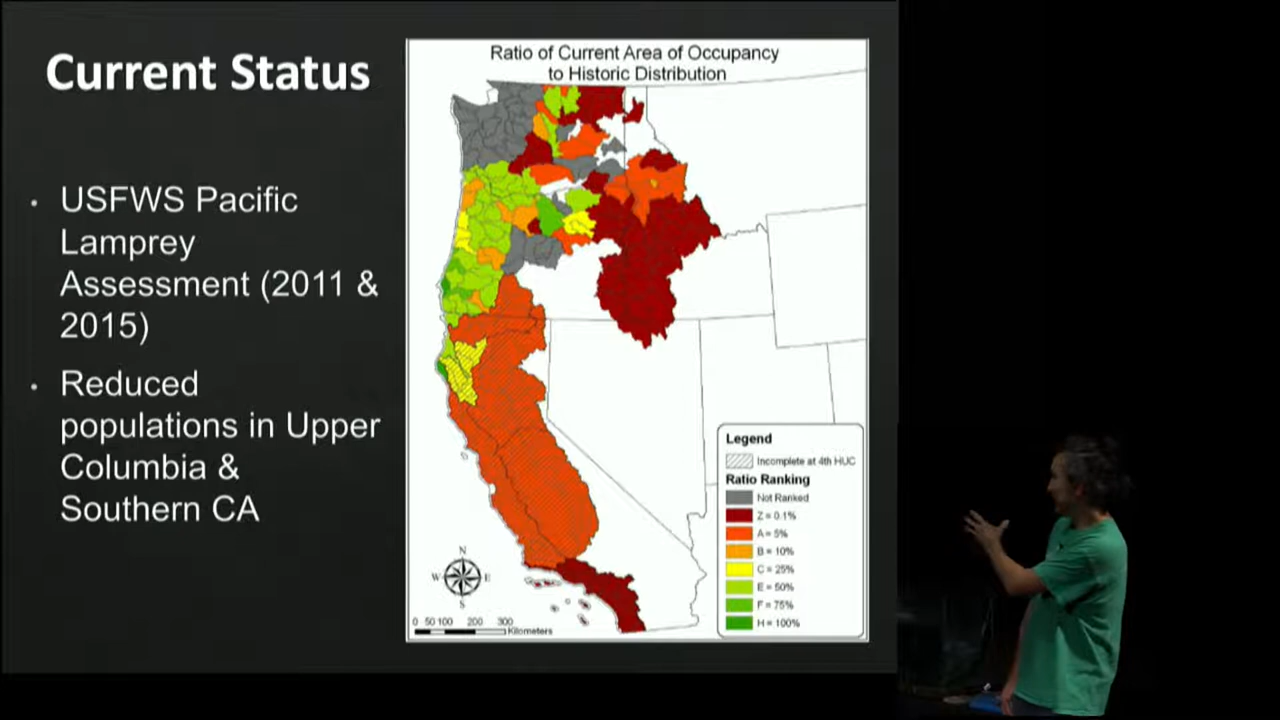 Current Status
• USFWS Pacific
Lamprey
Assessment (2011 &
2015)
• Reduced
populations in Upper
Columbia &
Southern CA
Ratio of Current Area of Occupancy
to Historic Distribution
Legend
Incomplete at 4th HUC
Ratio Ranking
Not Ranked
Z = 0.1%
A = 5%
B = 10%
C = 25%
E = 50%
F = 75%
H = 100%
N
W E
S
0 50 100 200 300
Kilometers